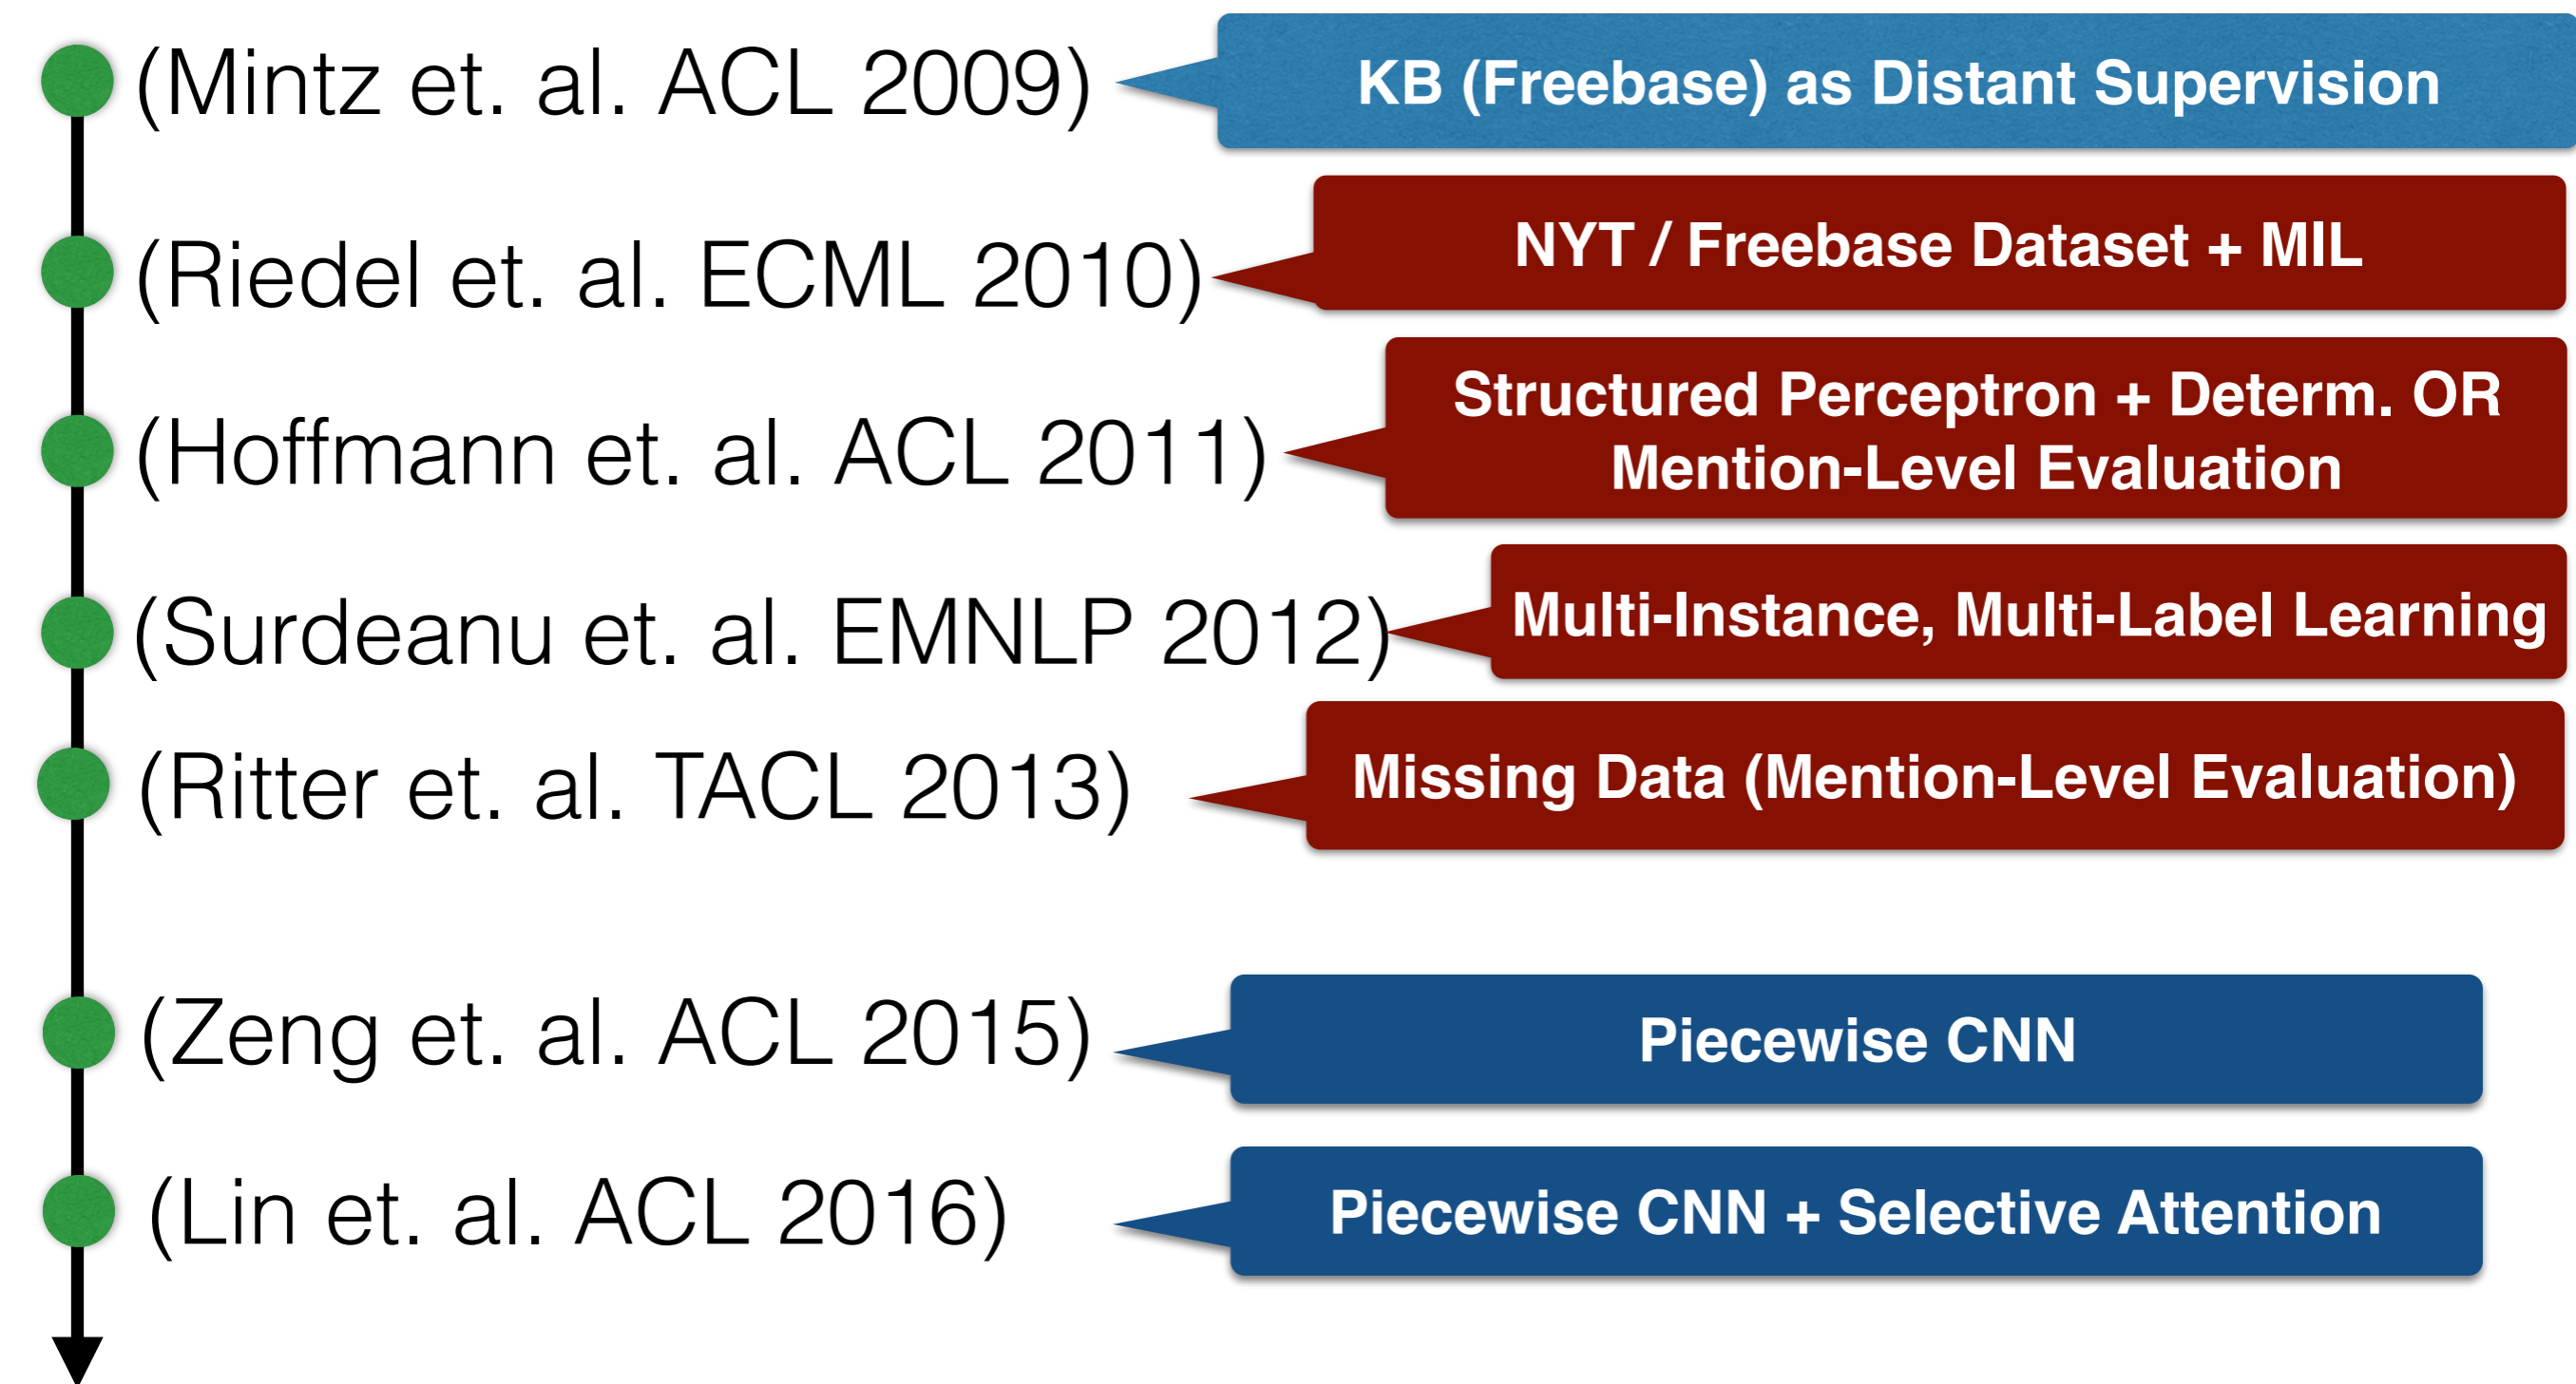 (Mintz et. al. ACL 2009)
KB (Freebase) as Distant Supervision
(Riedel et. al. ECML 2010)
NYT / Freebase Dataset + MIL
(Hoffmann et. al. ACL 2011)
Structured Perceptron + Determ. OR
Mention-Level Evaluation
(Surdeanu et. al. EMNLP 2012)
Multi-Instance, Multi-Label Learning
(Ritter et. al. TACL 2013)
Missing Data (Mention-Level Evaluation)
(Zeng et. al. ACL 2015)
Piecewise CNN
(Lin et. al. ACL 2016)
Piecewise CNN + Selective Attention